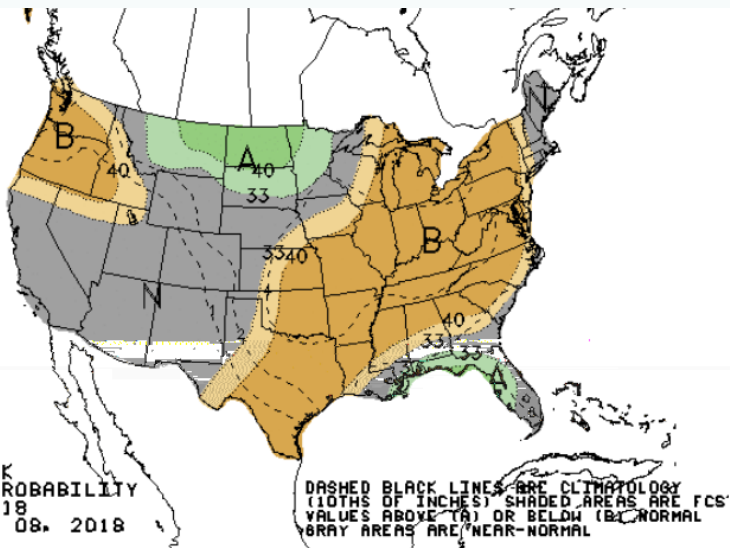 N
B
40
A
40
33
B
33
40
N
40
33
33
A
K
ROBABILITY
18
08. 2018
DASHED BLACK LINES ARE CLIMATOLOGY
(10THS OF INCHES) SHADED AREAS ARE FCST
VALUES ABOVE (A) OR BELOW (B) NORMAL
GRAY AREAS ARE NEAR-NORMAL